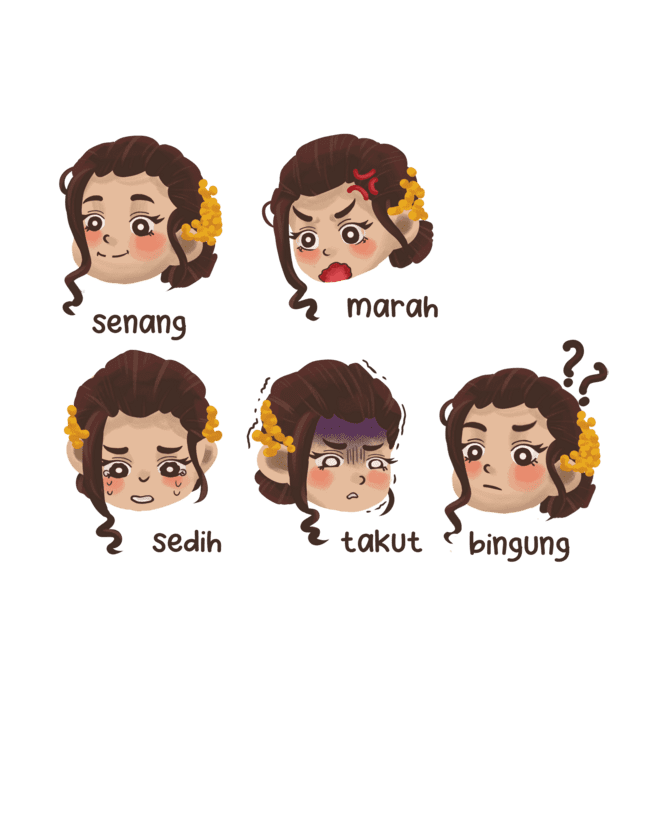 senang
marah
sedih
takut
bingung
??